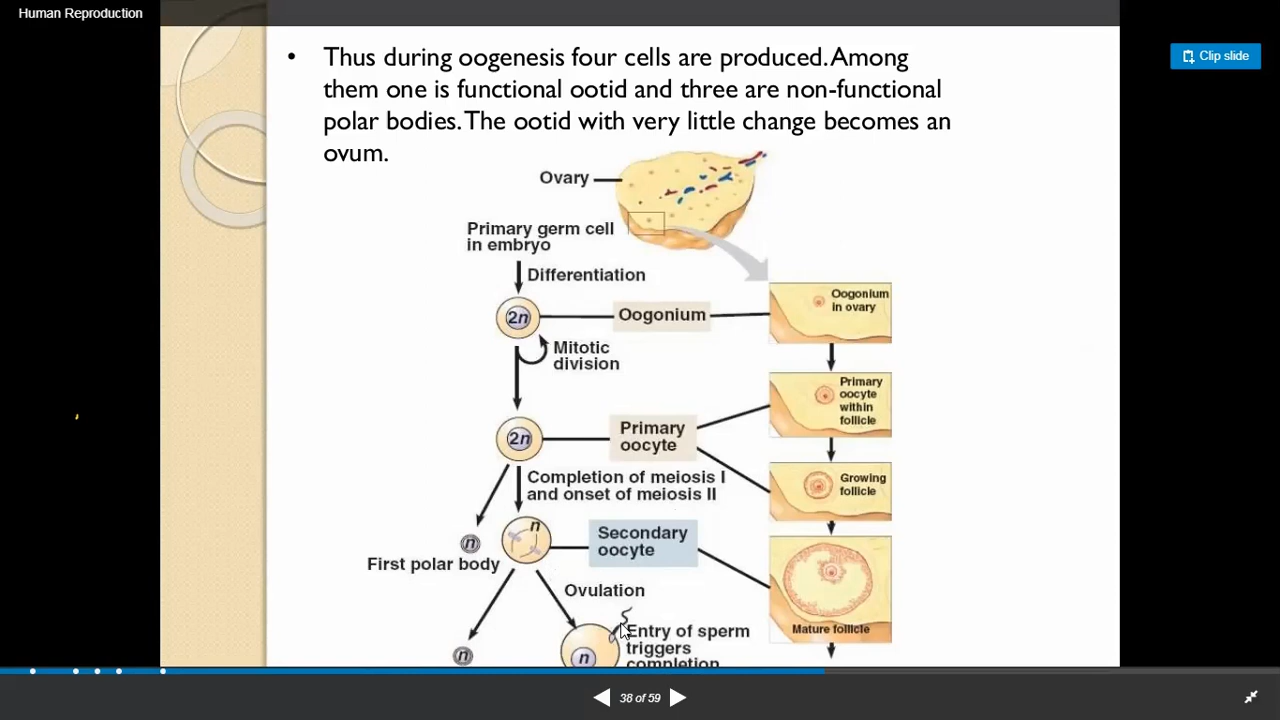 Human Reproduction
Clip slide
• Thus during oogenesis four cells are produced. Among
them one is functional ootid and three are non-functional
polar bodies. The ootid with very little change becomes an
ovum.
Ovary
Primary germ cell
in embryo
Differentiation
2n
Oogonium
Oogonium
in ovary
Mitotic
division
Primary
oocyte
within
follicle
2n
Primary
oocyte
Completion of meiosis I
and onset of meiosis II
Growing
follicle
n
n
Secondary
oocyte
First polar body
Ovulation
Mature follicle
Entry of sperm
triggers
completion
n
n
38 of 59